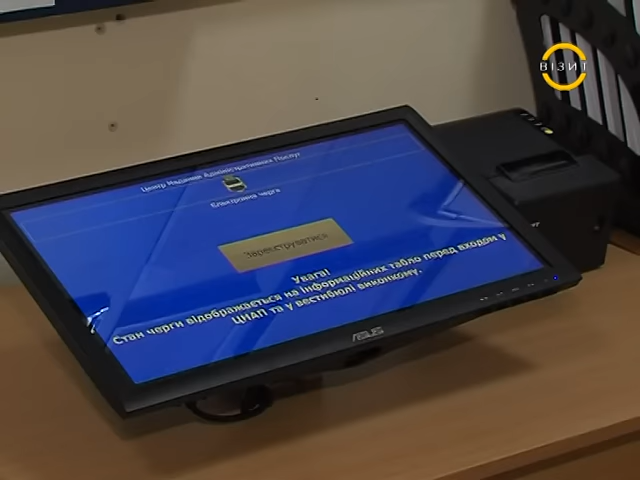 ВІЗИТ
Центр Надання Адміністративних Послуг
Електронна черга
Зареєструватися
Увага!
Стан черги відображається на інформаційних табло перед входом у
ЦНАП та у вестибюлі виконкому.
ASUS